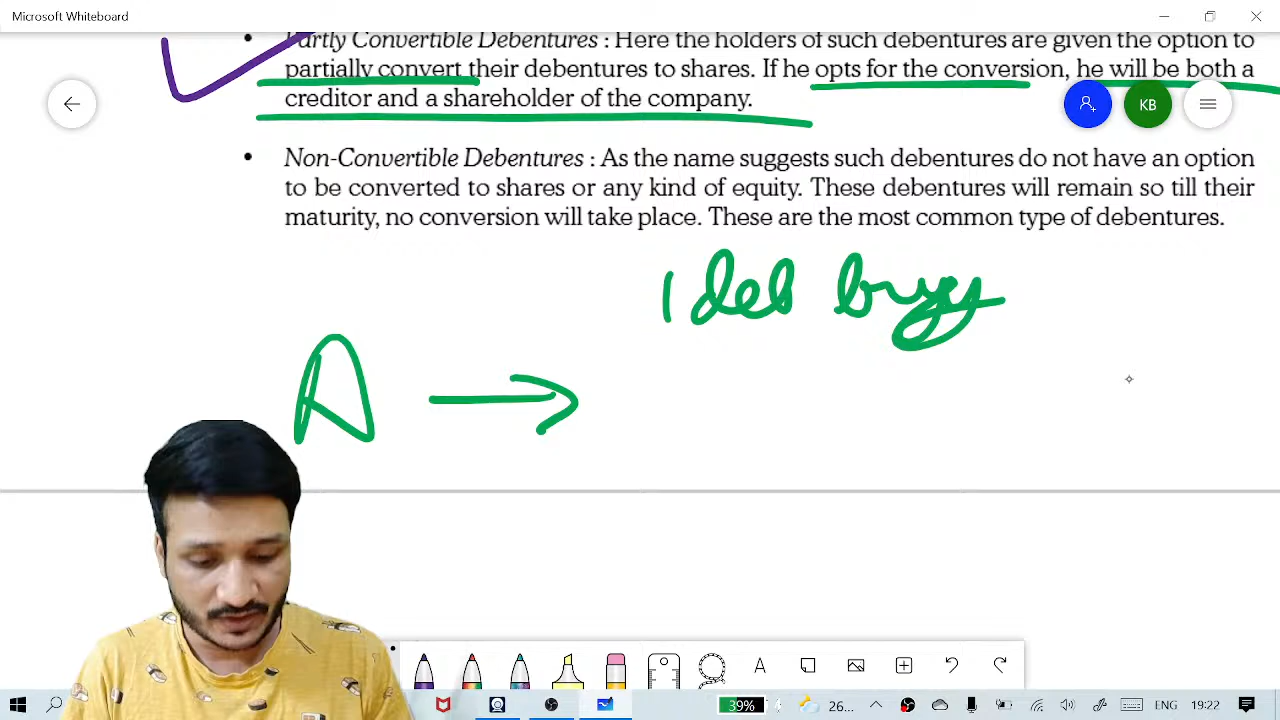 Microsoft Whiteboard
Partly Convertible Debentures : Here the holders of such debentures are given the option to
partially convert their debentures to shares. If he opts for the conversion, he will be both a
creditor and a shareholder of the company.
KB
• Non-Convertible Debentures : As the name suggests such debentures do not have an option
to be converted to shares or any kind of equity. These debentures will remain so till their
maturity, no conversion will take place. These are the most common type of debentures.
1 deb buys
A →
A
39%
26...
ENG
19:22